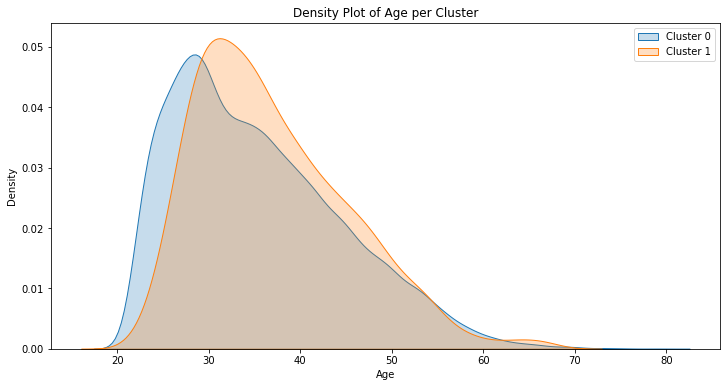 Density Plot of Age per Cluster
Cluster 0
Cluster 1
0.05
0.04
0.03
0.02
0.01
0.00
Density
20 30 40 50 60 70 80
Age